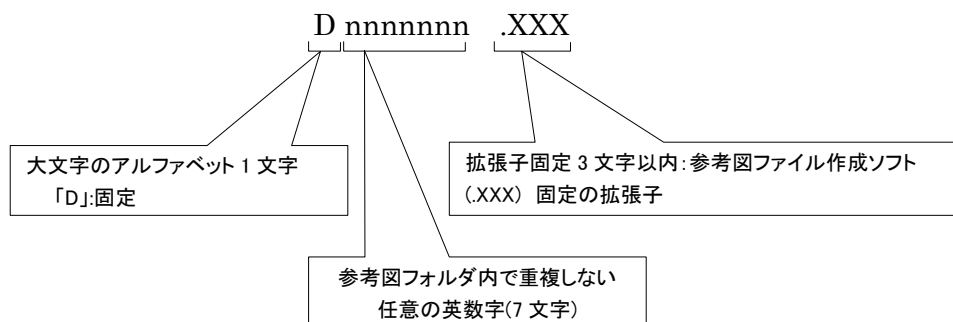 D nnnnnnn .XXX
大文字のアルファベット 1 文字
「D」:固定
拡張子固定 3 文字以内:参考図ファイル作成ソフト
(.XXX) 固定の拡張子
参考図フォルダ内で重複しない
任意の英数字(7 文字)